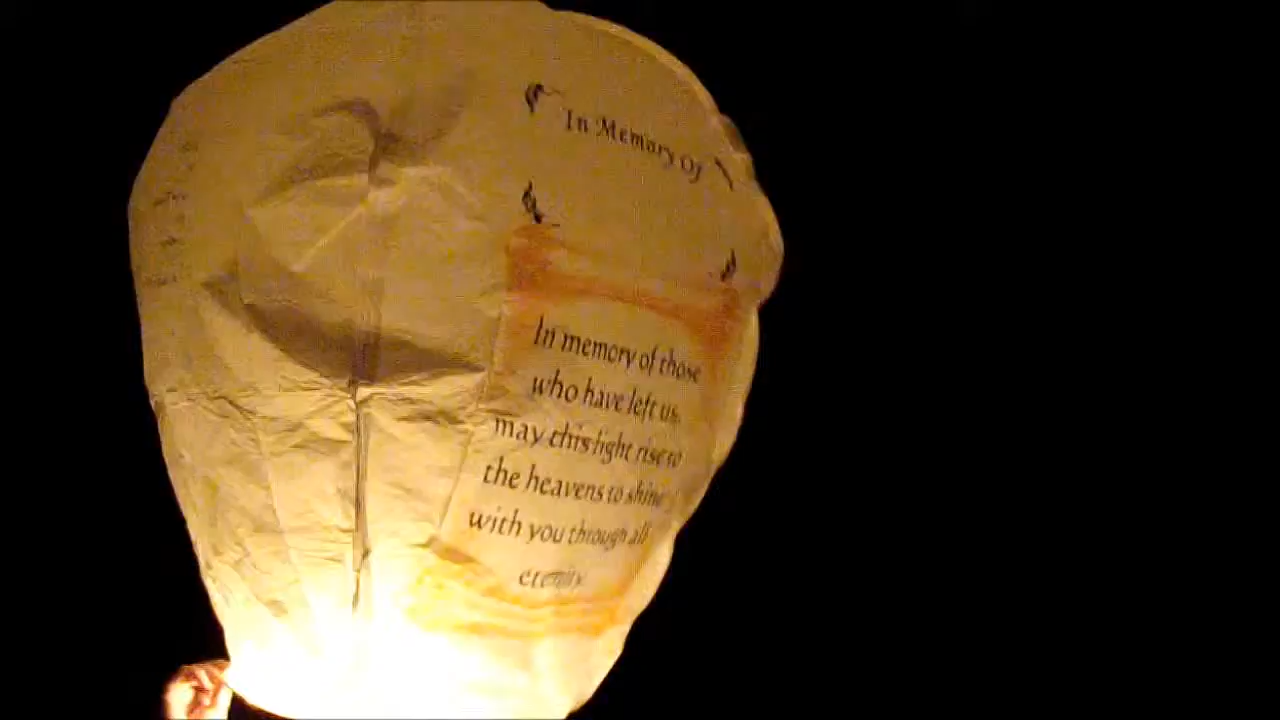 In Memory Of
In memory of those
who have left us,
may this light rise to
the heavens to shine
with you through all
eternity